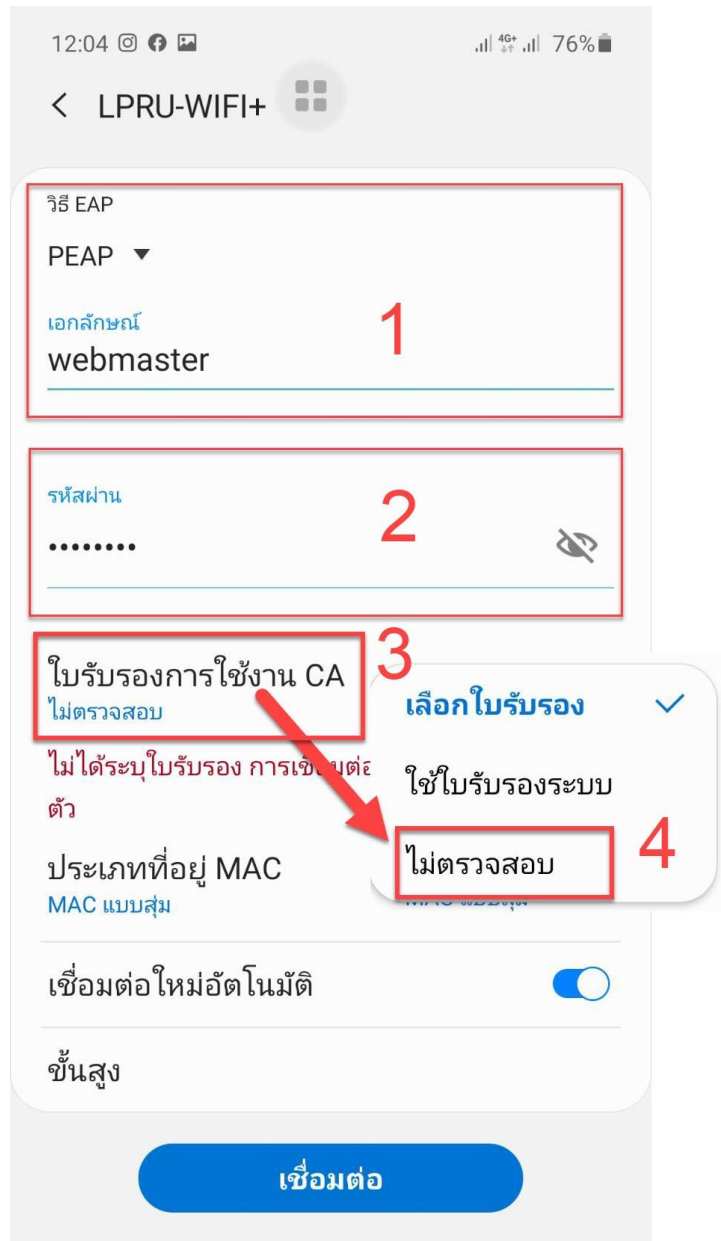 12:04 4G+ 76%
LPRU-WIFI+
วิธี EAP
PEAP
เอกลักษณ์
webmaster
1
รหัสผ่าน
••••••••
2
ใบรับรองการใช้งาน CA
ไม่ตรวจสอบ
3
ไม่ได้ระบุใบรับรอง การเชื่อมต่อ
ตัว
เลือกใบรับรอง
ใช้ใบรับรองระบบ
ไม่ตรวจสอบ
4
ประเภทที่อยู่ MAC
MAC แบบสุ่ม
MAC แบบสุ่ม
เชื่อมต่อใหม่อัตโนมัติ
ขั้นสูง
เชื่อมต่อ